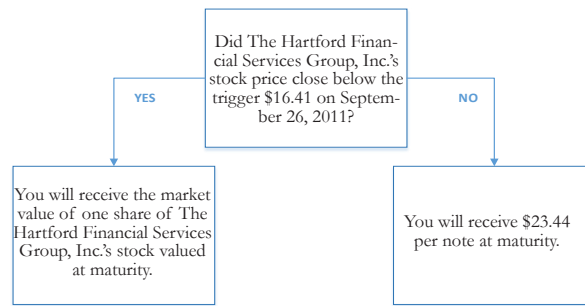 Did The Hartford Finan-
cial Services Group, Inc.'s
stock price close below the
trigger $16.41 on Septem-
ber 26, 2011?
YES
NO
You will receive the market
value of one share of The
Hartford Financial Services
Group, Inc.'s stock valued
at maturity.
You will receive $23.44
per note at maturity.